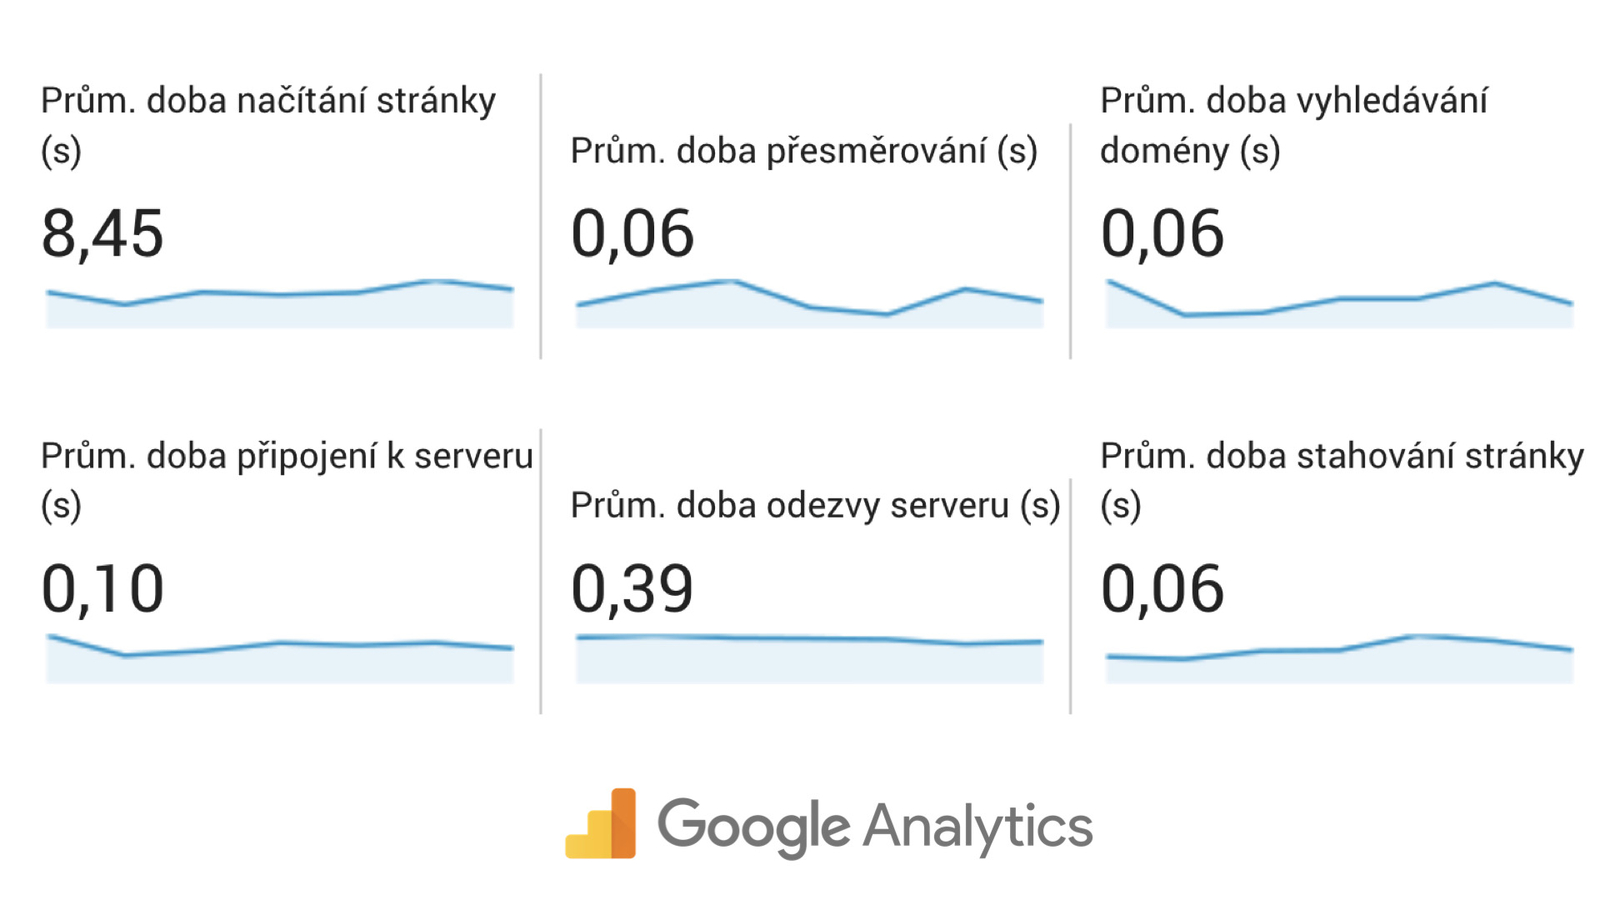 Prům. doba načítání stránky
(s)
8,45
Prům. doba přesměrování (s)
0,06
Prům. doba vyhledávání
domény (s)
0,06
Prům. doba připojení k serveru
(s)
0,10
Prům. doba odezvy serveru (s)
0,39
Prům. doba stahování stránky
(s)
0,06
Google Analytics